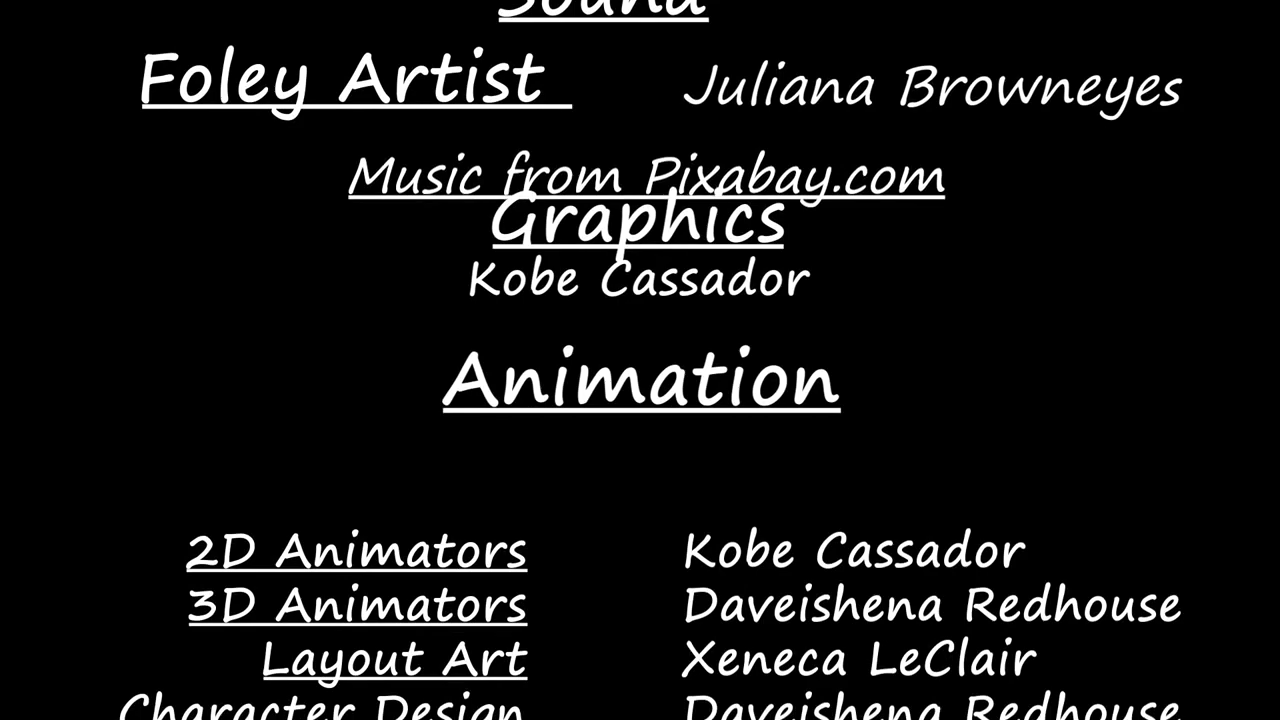 Sound
Foley Artist Juliana Browneyes
Music from Pixabay.com
Graphics
Kobe Cassador
Animation
2D Animators Kobe Cassador
3D Animators Daveishena Redhouse
Layout Art Xeneca LeClair
Character Design Daveishena Redhouse